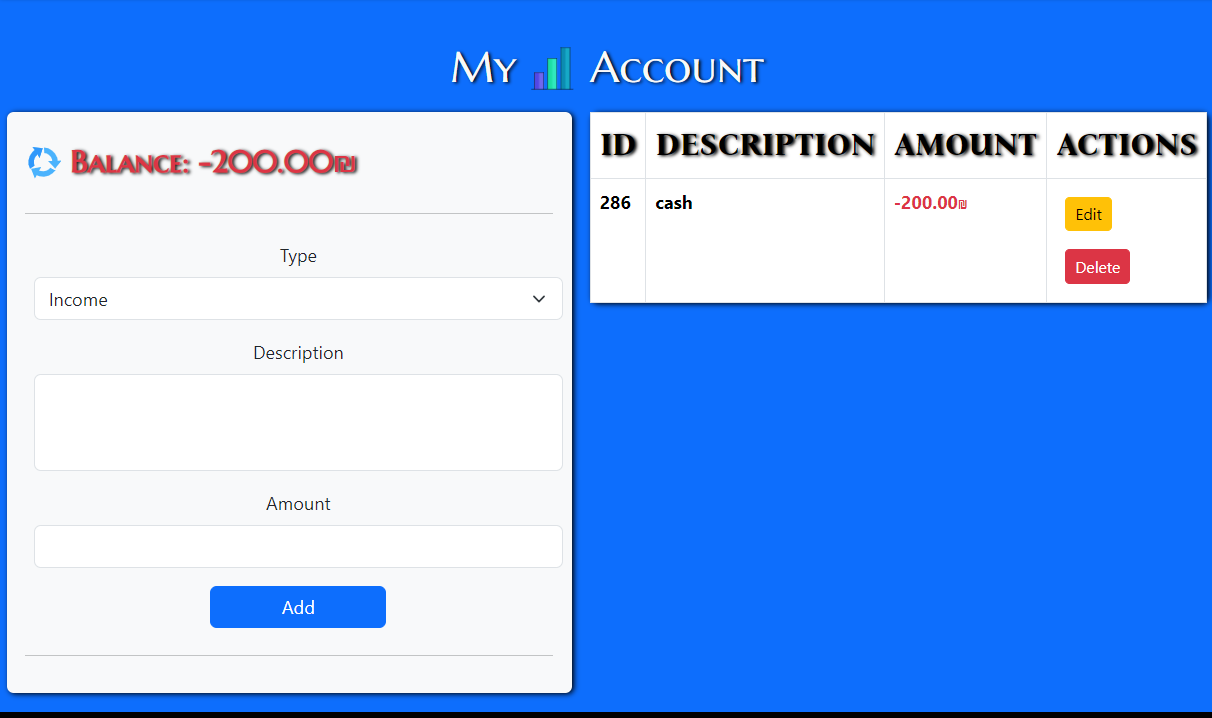 My Account
Balance: -200.00₪
Type
Income
Description
Amount
Add
ID DESCRIPTION AMOUNT ACTIONS
286 cash -200.00₪ Edit
Delete